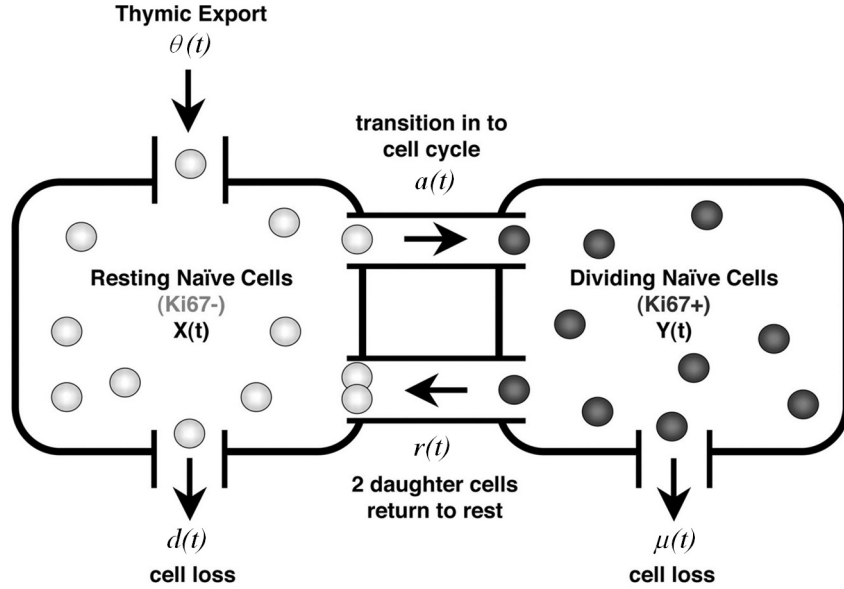 Thymic Export
θ(t)
transition in to
cell cycle
a(t)
Resting Naïve Cells
(Ki67-)
X(t)
Dividing Naïve Cells
(Ki67+)
Y(t)
r(t)
2 daughter cells
return to rest
d(t)
cell loss
μ(t)
cell loss